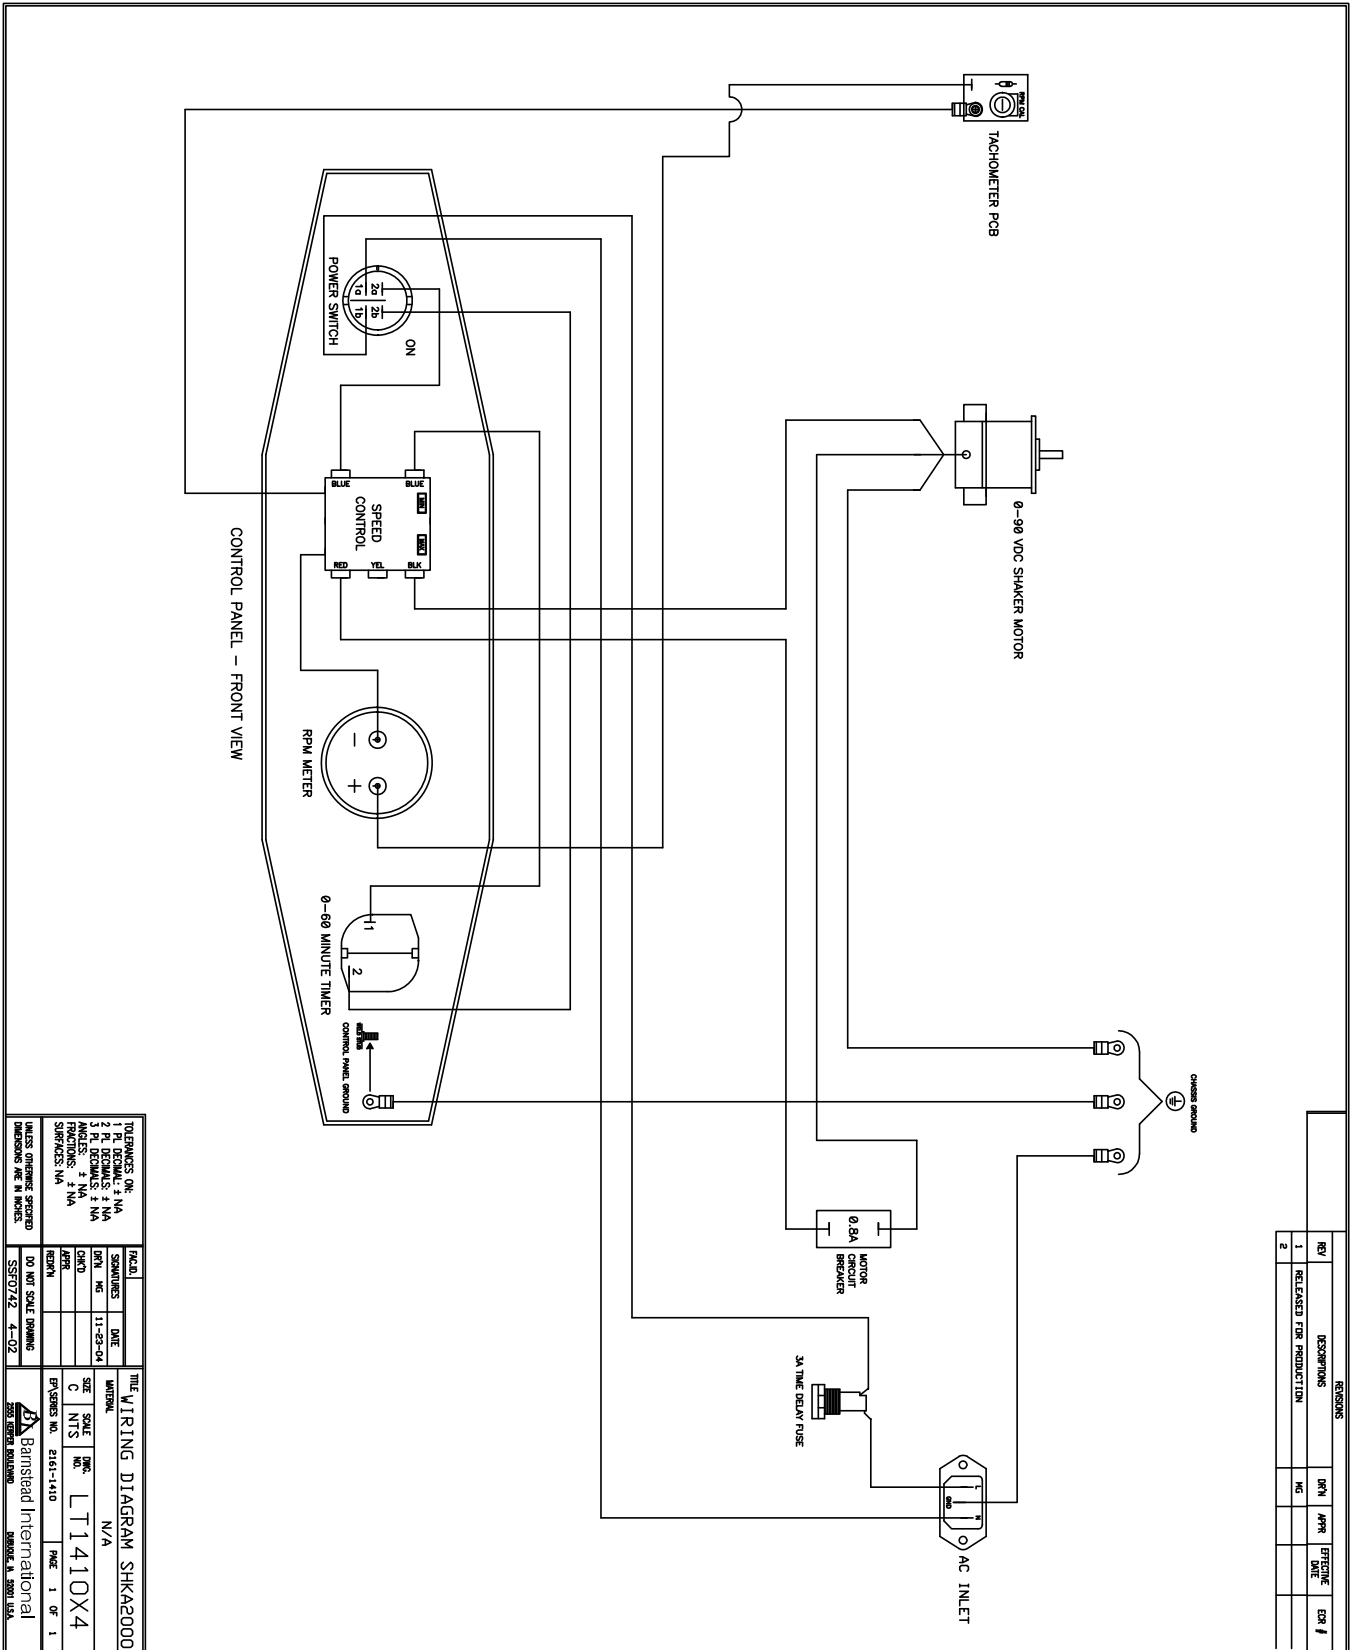 REVISIONS
REV
DESCRIPTIONS
DR'N
APPR
EFFECTIVE
DATE
ECR #
1
RELEASED FOR PRODUCTION
MG
2
CHASSIS GROUND
RPM CAL
TACHOMETER PCB
0-90 VDC SHAKER MOTOR
AC INLET
L
GND
N
0.8A
MOTOR
CIRCUIT
BREAKER
3A TIME DELAY FUSE
ON
2a
2b
1a
1b
POWER SWITCH
BLUE
MIN
MAX
BLK
SPEED
CONTROL
YEL
BLUE
RED
-
+
RPM METER
1
2
0-60 MINUTE TIMER
WELD STUD
CONTROL PANEL GROUND
CONTROL PANEL - FRONT VIEW
TOLERANCES ON:
1 PL DECIMAL: ± NA
2 PL DECIMALS: ± NA
3 PL DECIMALS: ± NA
ANGLES: ± NA
FRACTIONS: ± NA
SURFACES: NA
UNLESS OTHERWISE SPECIFIED
DIMENSIONS ARE IN INCHES.
FAC.ID.
SIGNATURES
DATE
DR'N MG 11-23-04
CHK'D
APPR
REDR'N
DO NOT SCALE DRAWING
SSF0742 4-02
TITLE
WIRING DIAGRAM SHKA2000
MATERIAL
N/A
SIZE
C
SCALE
NTS
DWG.
NO.
LT1410X4
EP\SERIES NO. 2161-1410
PAGE 1 OF 1
Barnstead International
2555 KERPER BOULEVARD
DUBUQUE, IA 52001 U.S.A.